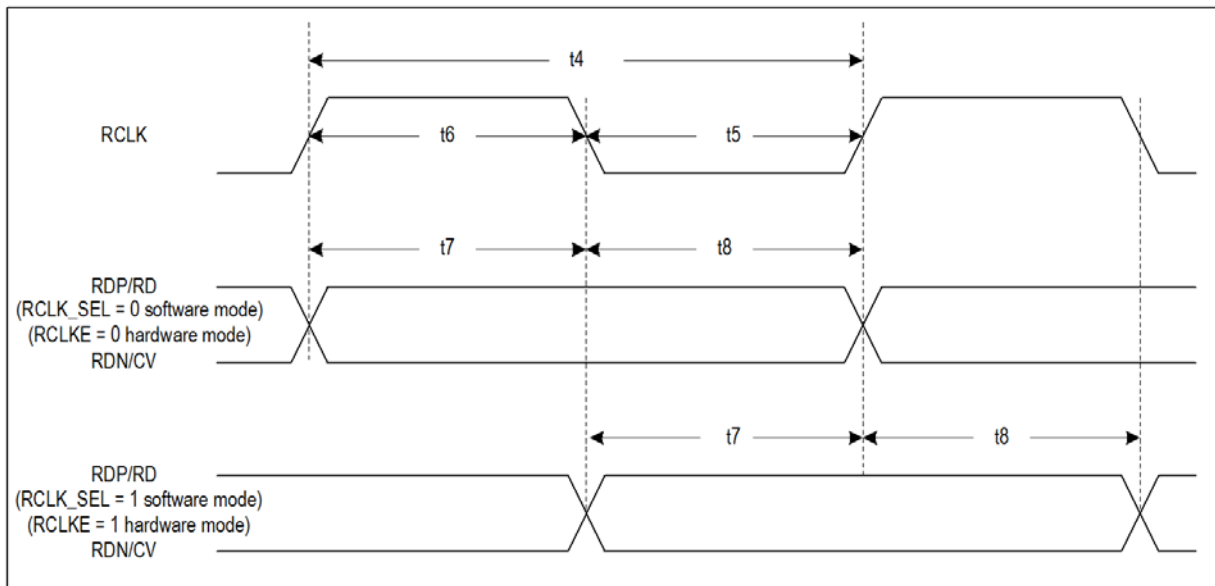 t4
RCLK
t6
t5
t7
t8
RDP/RD
(RCLK_SEL = 0 software mode)
(RCLKE = 0 hardware mode)
RDN/CV
t7
t8
RDP/RD
(RCLK_SEL = 1 software mode)
(RCLKE = 1 hardware mode)
RDN/CV